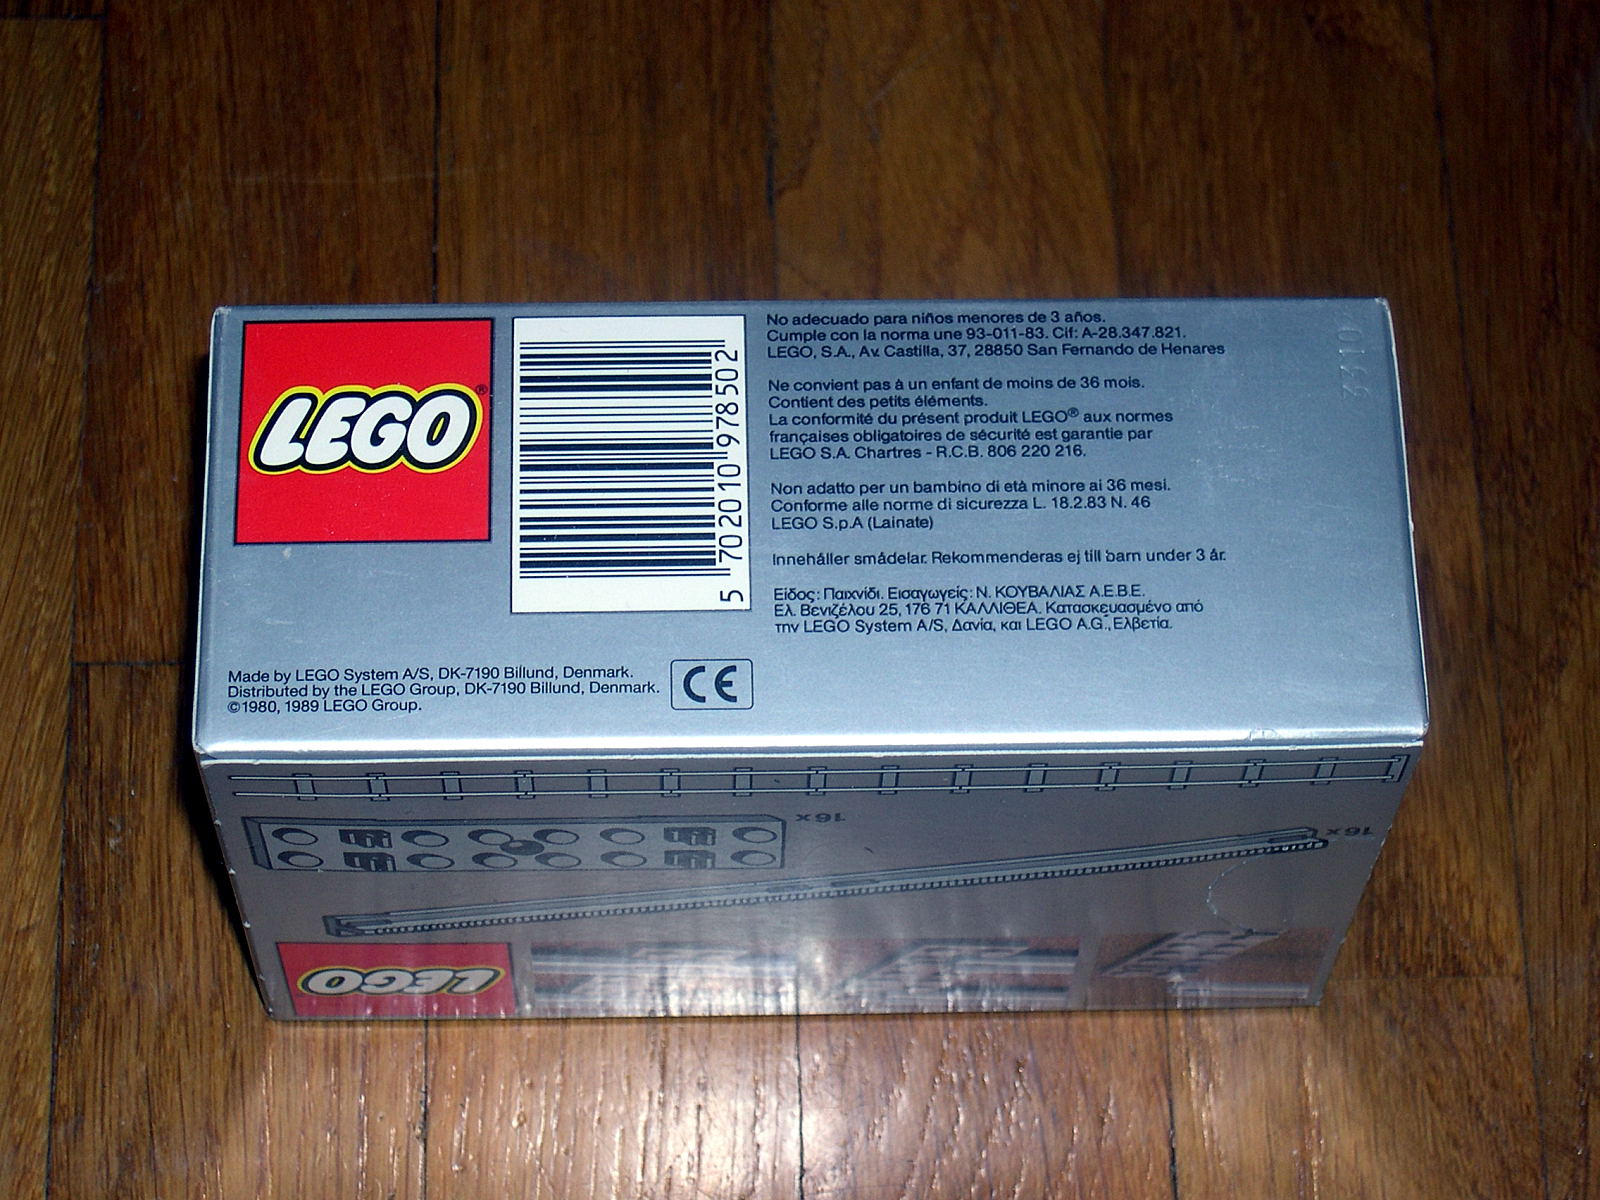 LEGO®
5 702010 978502
No adecuado para niños menores de 3 años.
Cumple con la norma une 93-011-83. Cif: A-28.347.821.
LEGO, S.A., Av. Castilla, 37, 28850 San Fernando de Henares
Ne convient pas à un enfant de moins de 36 mois.
Contient des petits éléments.
La conformité du présent produit LEGO® aux normes
françaises obligatoires de sécurité est garantie par
LEGO S.A. Chartres - R.C.B. 806 220 216.
Non adatto per un bambino di età minore ai 36 mesi.
Conforme alle norme di sicurezza L. 18.2.83 N. 46
LEGO S.p.A (Lainate)
Innehåller smådelar. Rekommenderas ej till barn under 3 år.
Είδος: Παιχνίδι. Εισαγωγείς: Ν. ΚΟΥΒΑΛΙΑΣ Α.Ε.Β.Ε.
Ελ. Βενιζέλου 25, 176 71 ΚΑΛΛΙΘΕΑ. Κατασκευασμένο από
την LEGO System A/S, Δανία, και LEGO A.G., Ελβετία.
Made by LEGO System A/S, DK-7190 Billund, Denmark.
Distributed by the LEGO Group, DK-7190 Billund, Denmark.
©1980, 1989 LEGO Group.
CE
16x
16x
LEGO